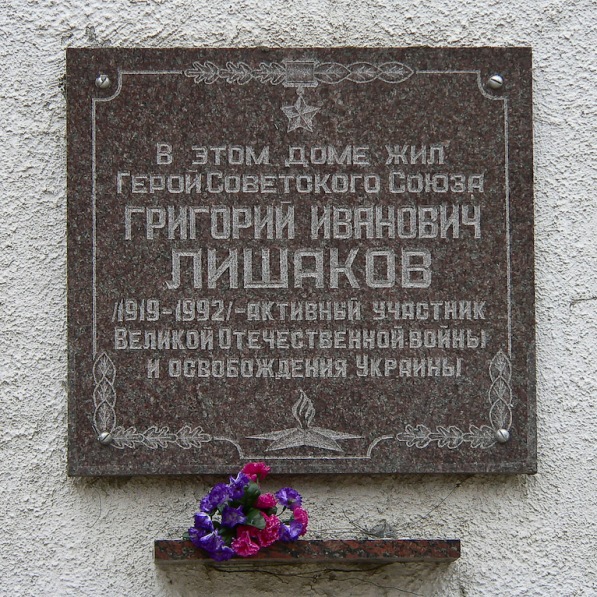 В ЭТОМ ДОМЕ ЖИЛ
ГЕРОЙ СОВЕТСКОГО СОЮЗА
ГРИГОРИЙ ИВАНОВИЧ
ЛИШАКОВ
/1919-1992/-АКТИВНЫЙ УЧАСТНИК
ВЕЛИКОЙ ОТЕЧЕСТВЕННОЙ ВОЙНЫ
И ОСВОБОЖДЕНИЯ УКРАИНЫ